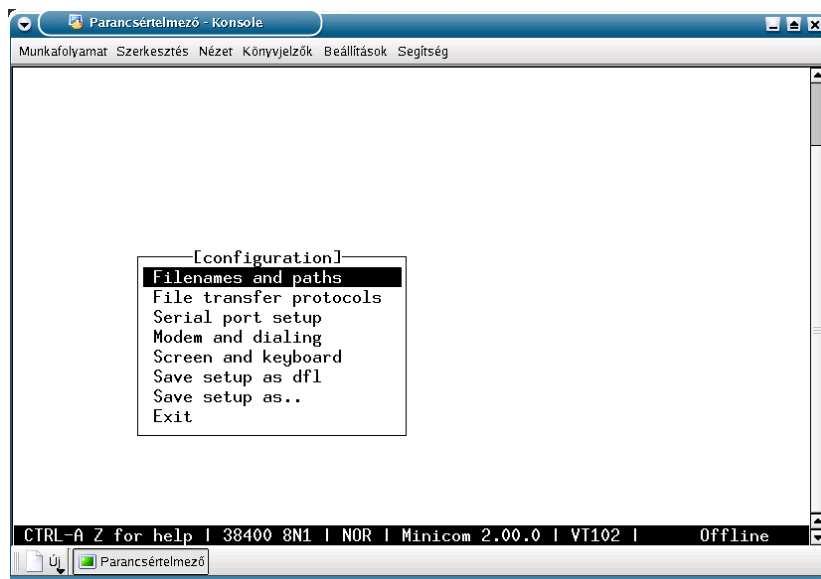 Parancsértelmező - Konsole
Munkafolyamat Szerkesztés Nézet Könyvjelzők Beállítások Segítség
[configuration]
Filenames and paths
File transfer protocols
Serial port setup
Modem and dialing
Screen and keyboard
Save setup as dfl
Save setup as..
Exit
CTRL-A Z for help | 38400 8N1 | NOR | Minicom 2.00.0 | VT102 | Offline
Új Parancsértelmező